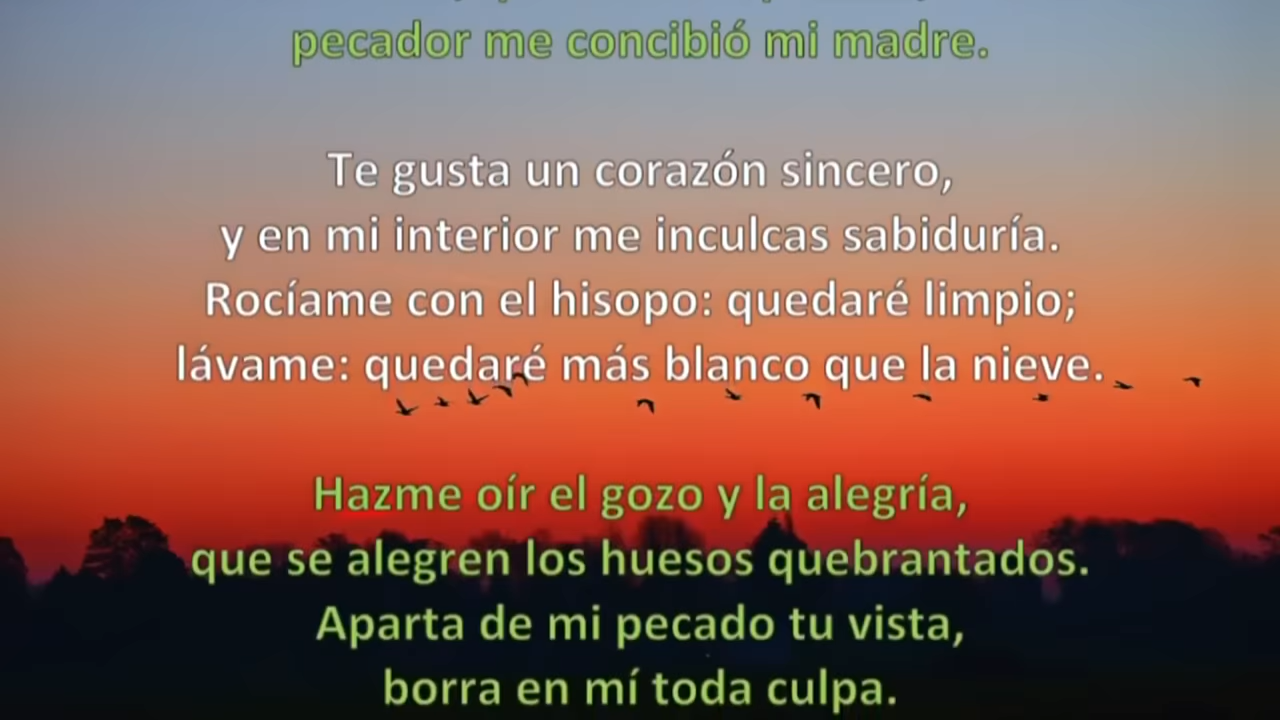 pecador me concibió mi madre.
Te gusta un corazón sincero,
y en mi interior me inculcas sabiduría.
Rocíame con el hisopo: quedaré limpio;
lávame: quedaré más blanco que la nieve.
Hazme oír el gozo y la alegría,
que se alegren los huesos quebrantados.
Aparta de mi pecado tu vista,
borra en mí toda culpa.